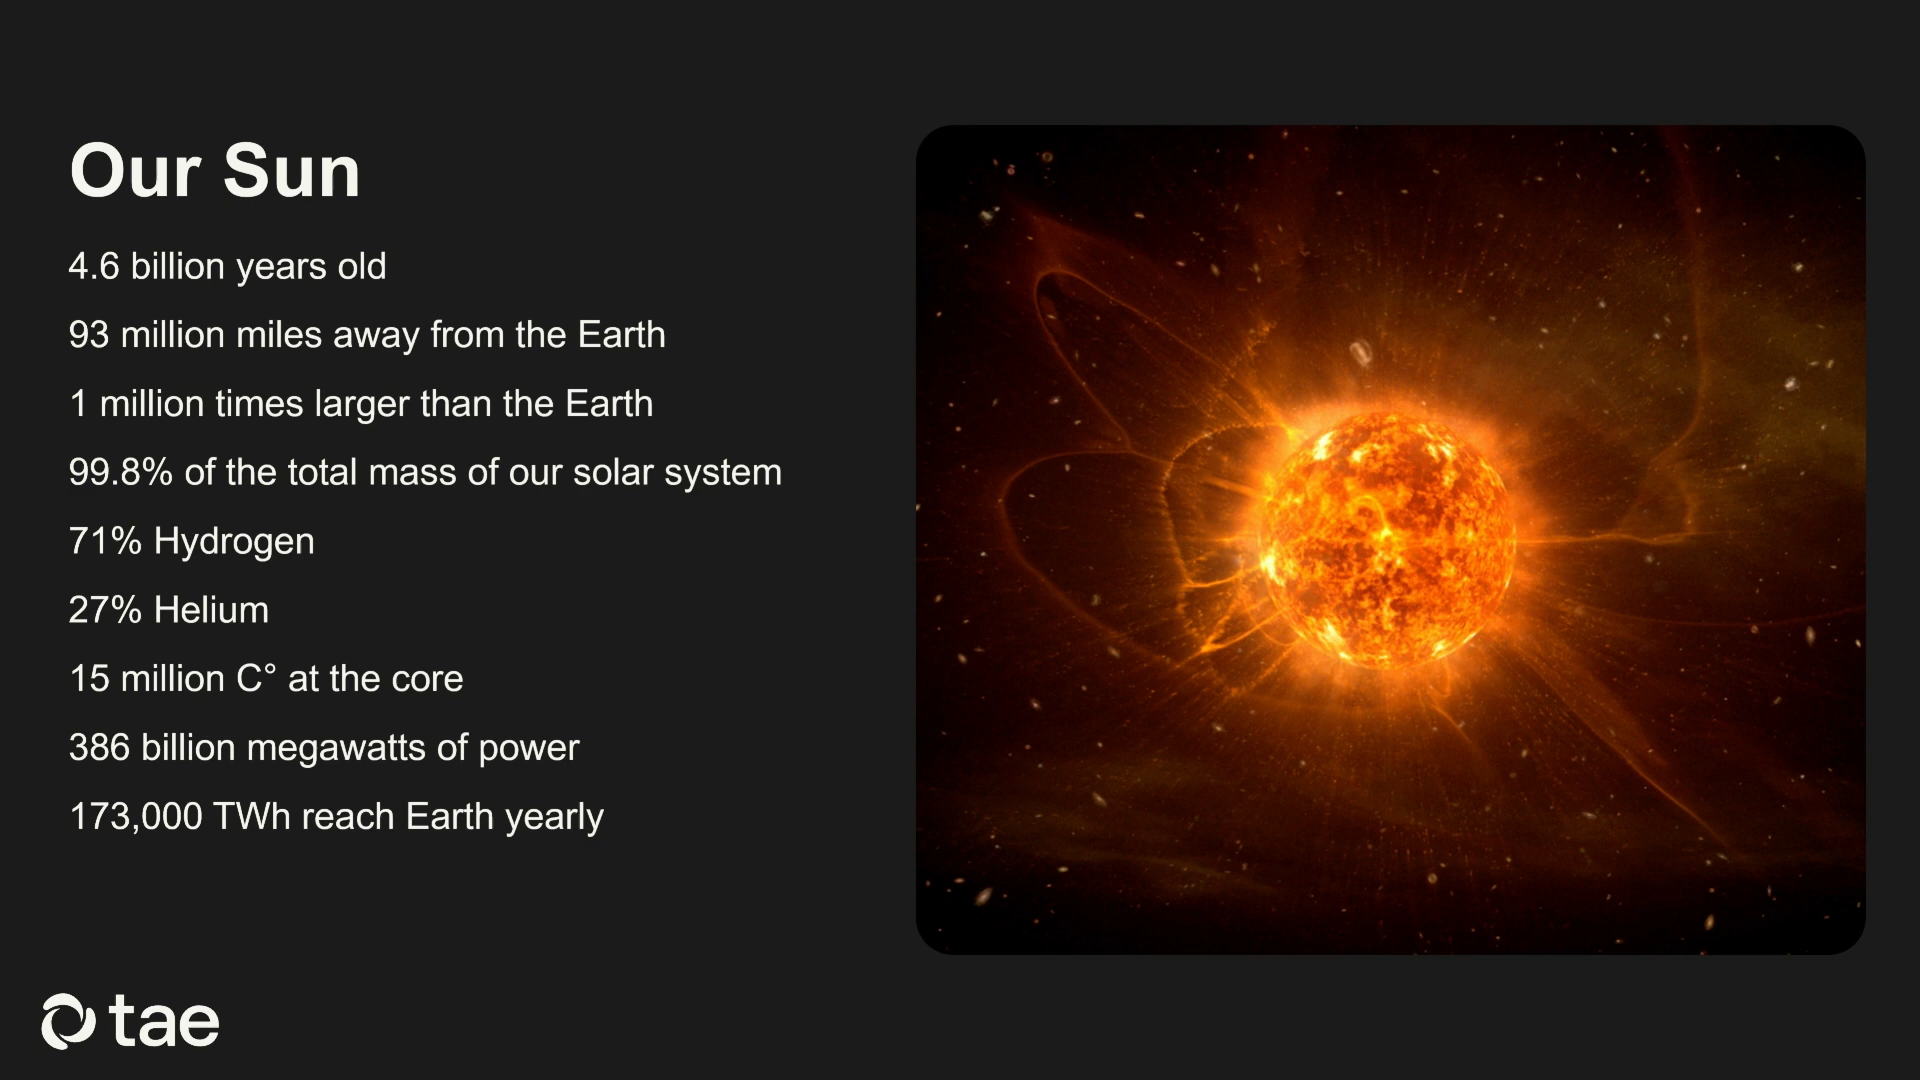 Our Sun
4.6 billion years old
93 million miles away from the Earth
1 million times larger than the Earth
99.8% of the total mass of our solar system
71% Hydrogen
27% Helium
15 million C° at the core
386 billion megawatts of power
173,000 TWh reach Earth yearly
tae